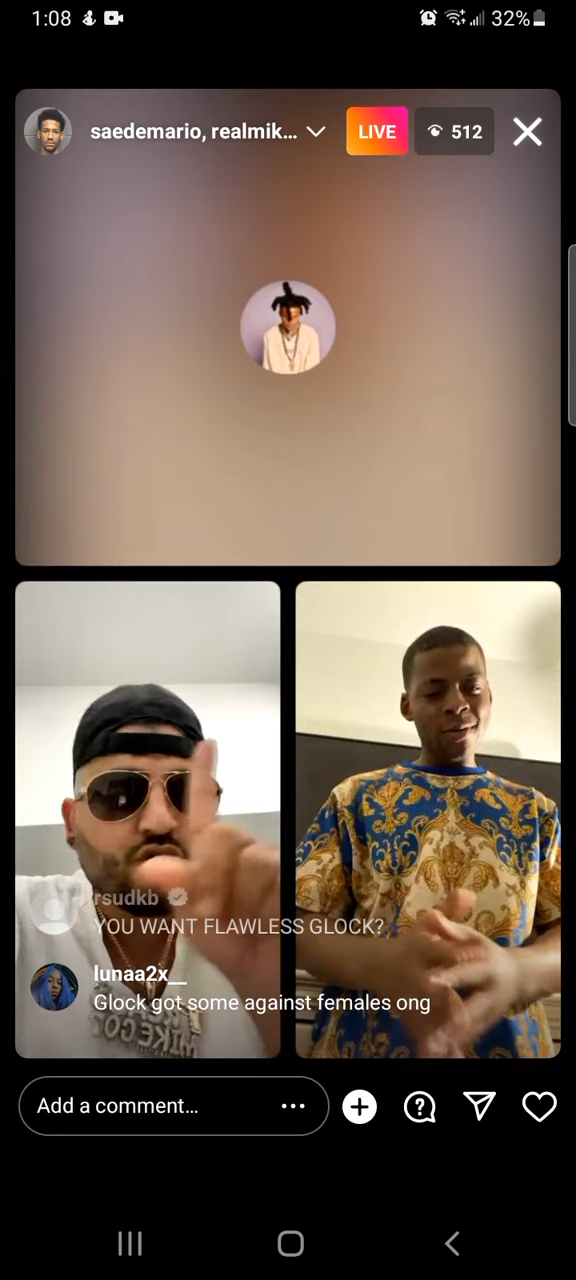 1:08
32%
saedemario, realmik...
LIVE
512
rsudkb
YOU WANT FLAWLESS GLOCK?
lunaa2x__
Glock got some against females ong
Add a comment...